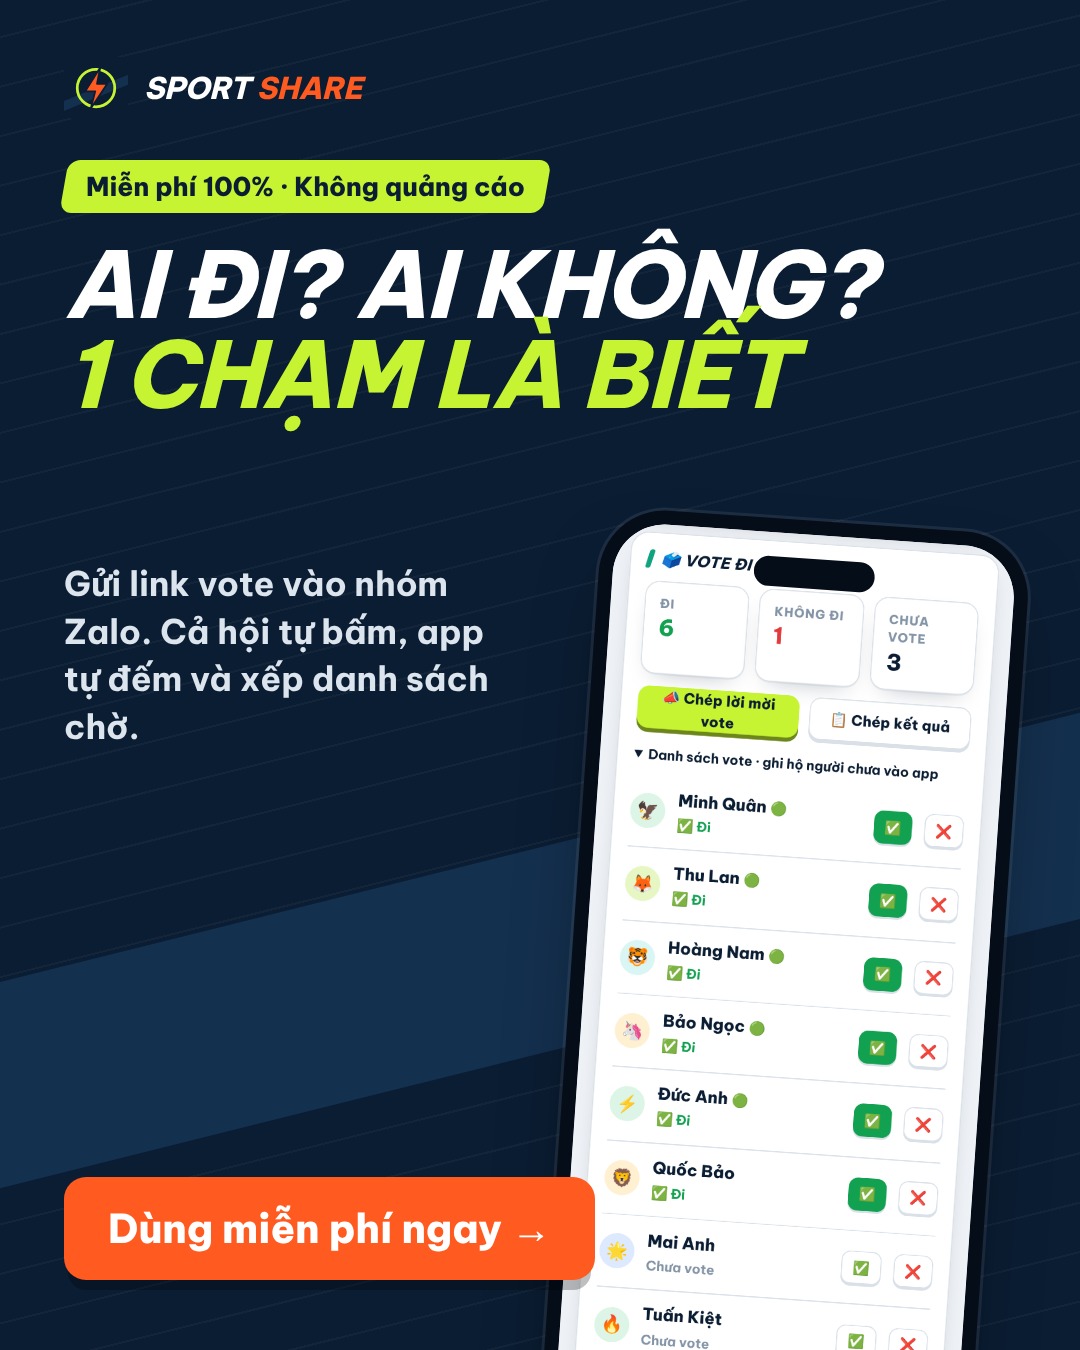 SPORT SHARE
Miễn phí 100% · Không quảng cáo
AI ĐI? AI KHÔNG?
1 CHẠM LÀ BIẾT
Gửi link vote vào nhóm
Zalo. Cả hội tự bấm, app
tự đếm và xếp danh sách
chờ.
VOTE ĐI
ĐI
6
KHÔNG ĐI
1
CHƯA
VOTE
3
Chép lời mời
vote
Chép kết quả
Danh sách vote · ghi hộ người chưa vào app
Minh Quân
Đi
Thu Lan
Đi
Hoàng Nam
Đi
Bảo Ngọc
Đi
Đức Anh
Đi
Quốc Bảo
Đi
Mai Anh
Chưa vote
Tuấn Kiệt
Chưa vote
Dùng miễn phí ngay →